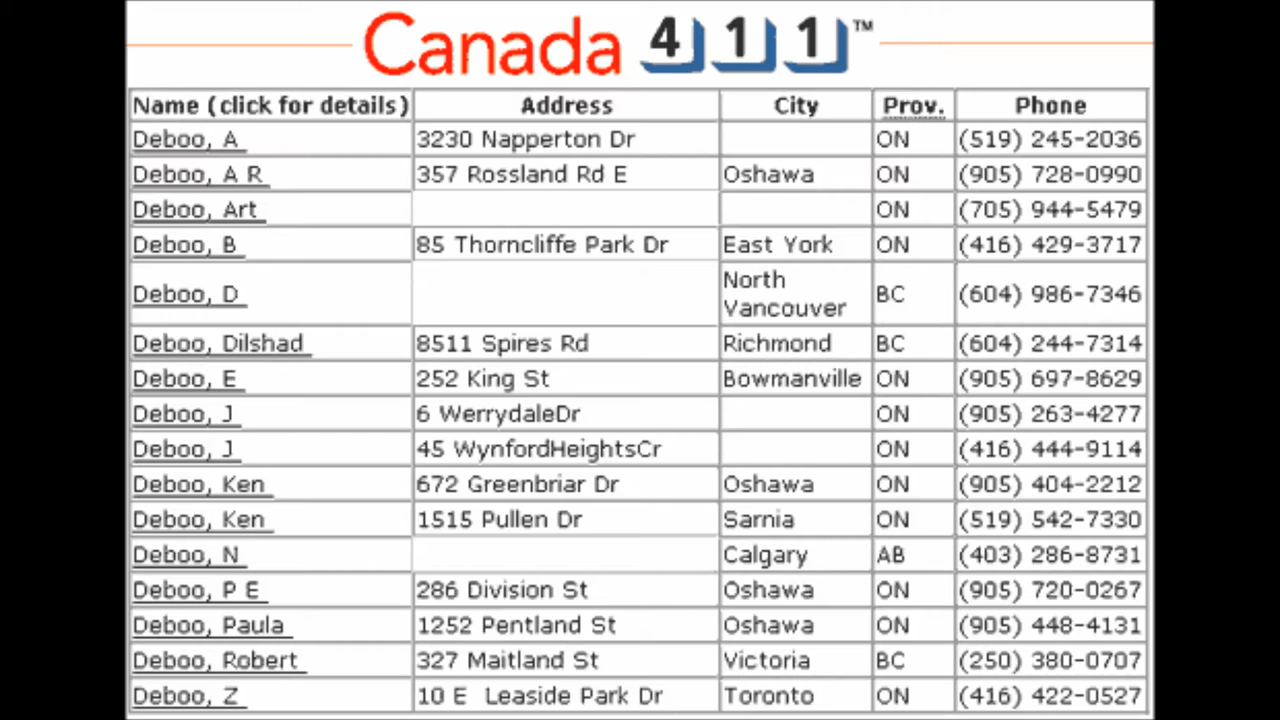 Canada 411™
Name (click for details) Address City Prov. Phone
Deboo, A 3230 Napperton Dr ON (519) 245-2036
Deboo, A R 357 Rossland Rd E Oshawa ON (905) 728-0990
Deboo, Art ON (705) 944-5479
Deboo, B 85 Thorncliffe Park Dr East York ON (416) 429-3717
Deboo, D North Vancouver BC (604) 986-7346
Deboo, Dilshad 8511 Spires Rd Richmond BC (604) 244-7314
Deboo, E 252 King St Bowmanville ON (905) 697-8629
Deboo, J 6 WerrydaleDr ON (905) 263-4277
Deboo, J 45 WynfordHeightsCr ON (416) 444-9114
Deboo, Ken 672 Greenbriar Dr Oshawa ON (905) 404-2212
Deboo, Ken 1515 Pullen Dr Sarnia ON (519) 542-7330
Deboo, N Calgary AB (403) 286-8731
Deboo, P E 286 Division St Oshawa ON (905) 720-0267
Deboo, Paula 1252 Pentland St Oshawa ON (905) 448-4131
Deboo, Robert 327 Maitland St Victoria BC (250) 380-0707
Deboo, Z 10 E Leaside Park Dr Toronto ON (416) 422-0527